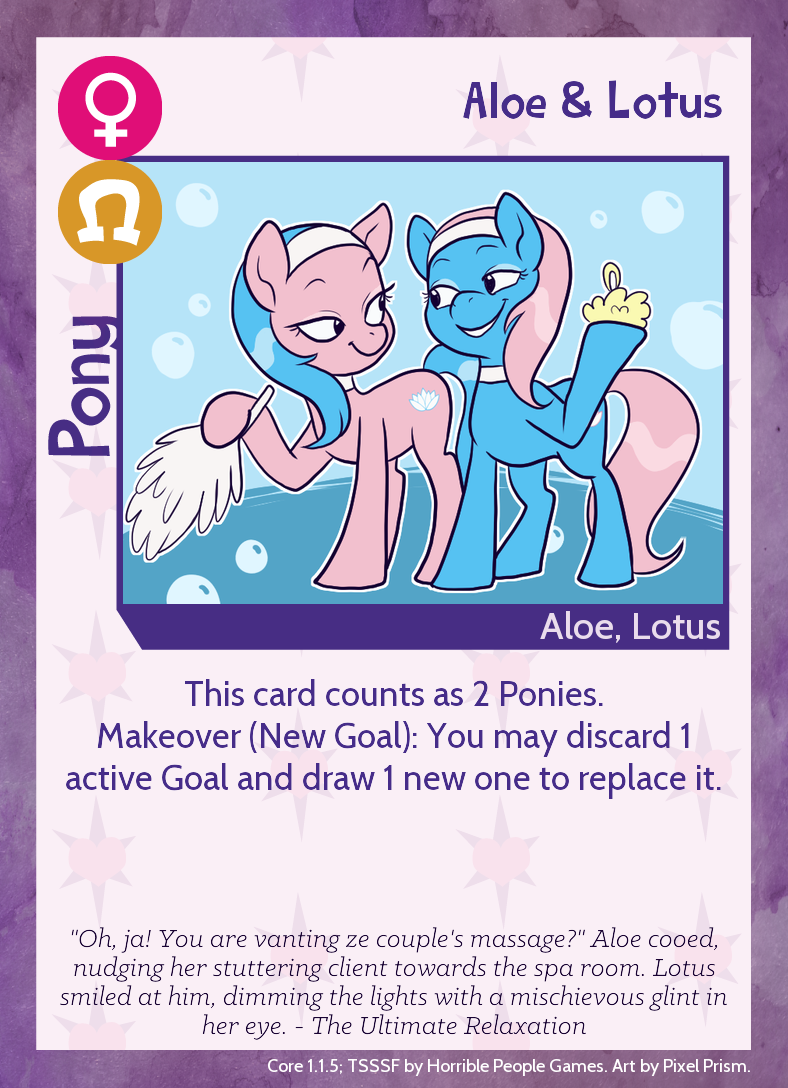 Aloe & Lotus
Pony
Aloe, Lotus
This card counts as 2 Ponies.
Makeover (New Goal): You may discard 1
active Goal and draw 1 new one to replace it.
"Oh, ja! You are vanting ze couple's massage?" Aloe cooed,
nudging her stuttering client towards the spa room. Lotus
smiled at him, dimming the lights with a mischievous glint in
her eye. - The Ultimate Relaxation
Core 1.1.5; TSSSF by Horrible People Games. Art by Pixel Prism.